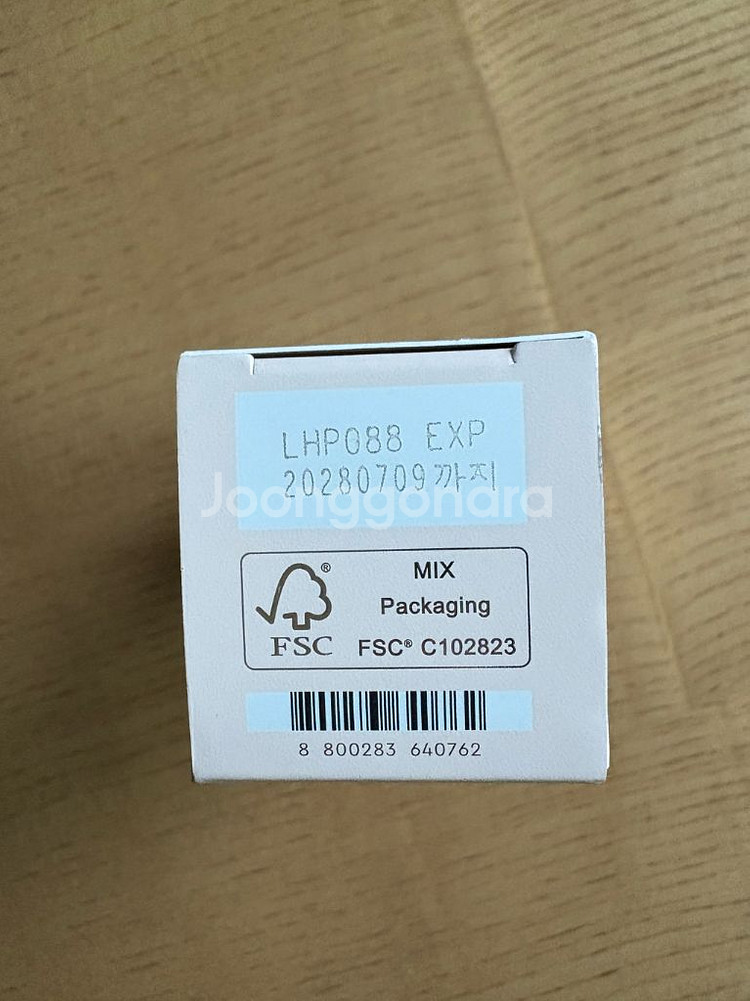 LHP088 EXP
20280709까지
Joonggonara
MIX
Packaging
FSC® C102823
®
FSC
8 800283 640762